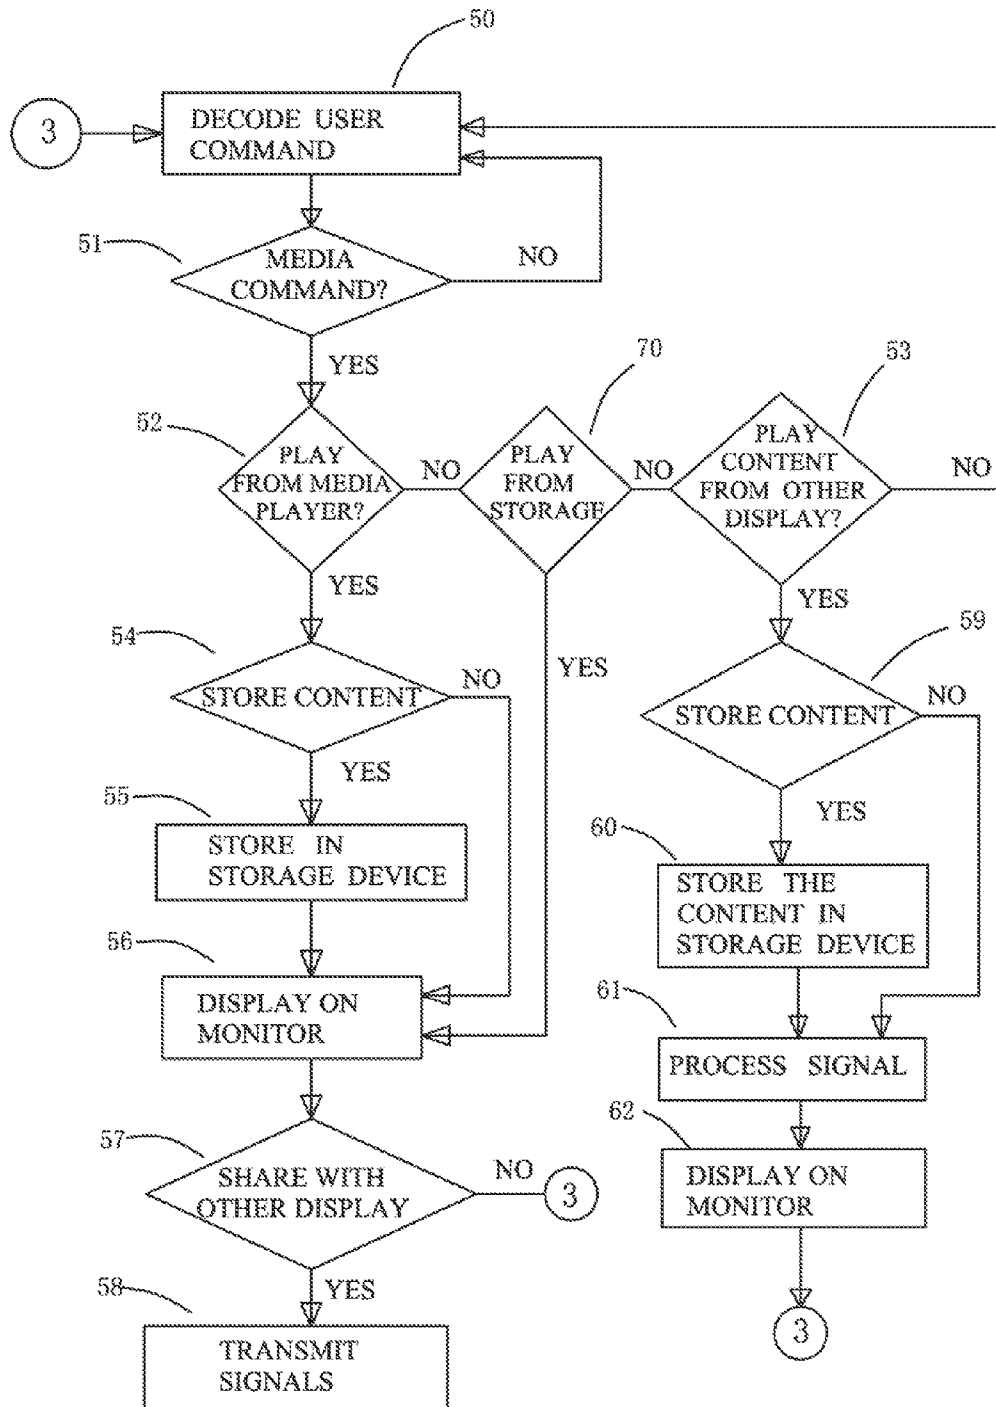 50
3
DECODE USER
COMMAND
51
MEDIA
COMMAND?
NO
YES
70
53
52
PLAY
FROM MEDIA
PLAYER?
NO
PLAY
FROM
STORAGE
NO
PLAY
CONTENT
FROM OTHER
DISPLAY?
NO
YES
YES
54
STORE CONTENT
NO
YES
59
STORE CONTENT
NO
YES
YES
55
STORE IN
STORAGE DEVICE
60
STORE THE
CONTENT IN
STORAGE DEVICE
56
DISPLAY ON
MONITOR
61
PROCESS SIGNAL
57
SHARE WITH
OTHER DISPLAY
NO
3
62
DISPLAY ON
MONITOR
YES
58
TRANSMIT
SIGNALS
3